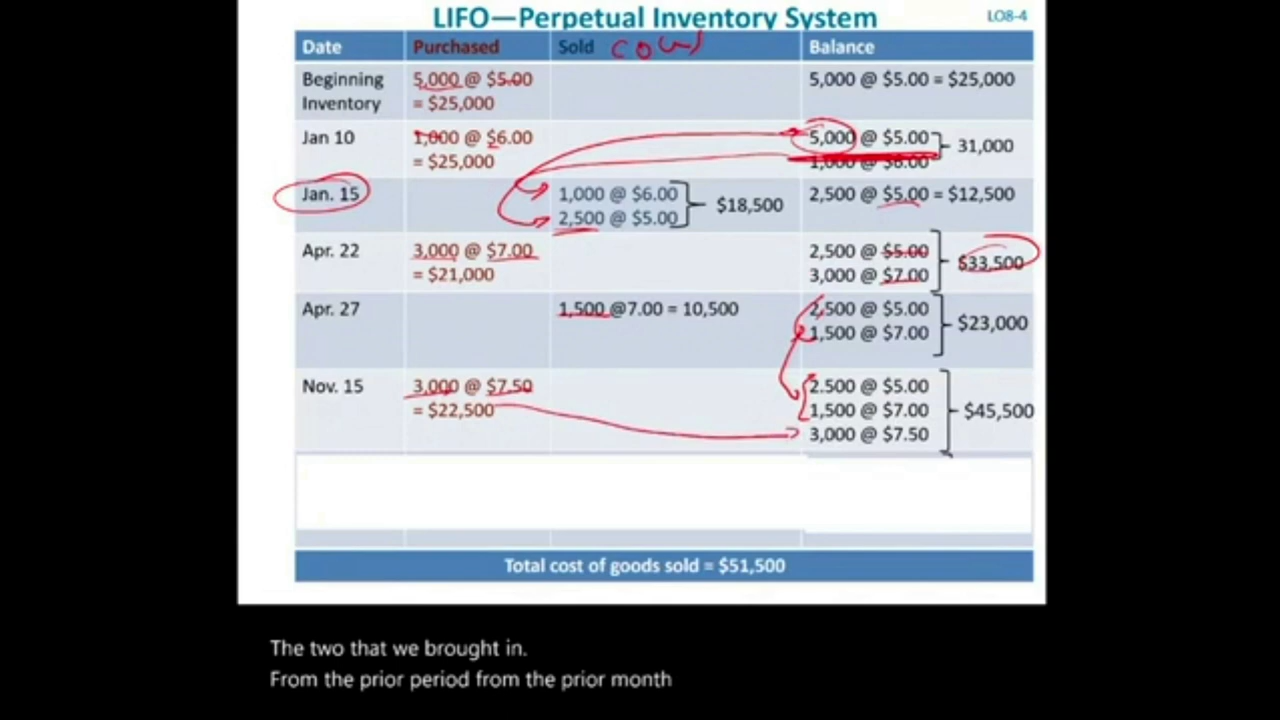 LIFO—Perpetual Inventory System
LO8-4
Date Purchased Sold COGS Balance
Beginning 5,000 @ $5.00 5,000 @ $5.00 = $25,000
Inventory = $25,000
Jan 10 1,000 @ $6.00 5,000 @ $5.00 31,000
= $25,000 1,000 @ $6.00
Jan. 15 1,000 @ $6.00 $18,500 2,500 @ $5.00 = $12,500
2,500 @ $5.00
Apr. 22 3,000 @ $7.00 2,500 @ $5.00 $33,500
= $21,000 3,000 @ $7.00
Apr. 27 1,500 @7.00 = 10,500 2,500 @ $5.00 $23,000
1,500 @ $7.00
Nov. 15 3,000 @ $7.50 2.500 @ $5.00
= $22,500 1,500 @ $7.00 $45,500
3,000 @ $7.50
Total cost of goods sold = $51,500
The two that we brought in.
From the prior period from the prior month